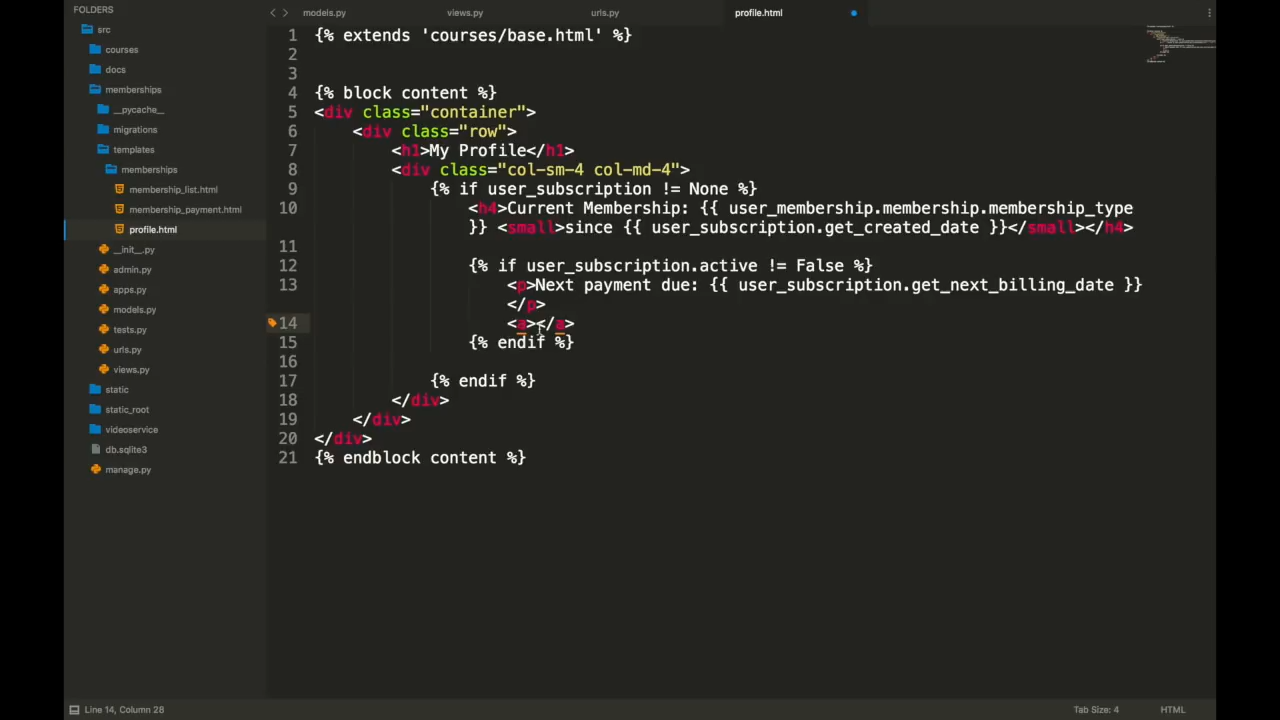 FOLDERS
src
courses
docs
memberships
__pycache__
migrations
templates
memberships
membership_list.html
membership_payment.html
profile.html
__init__.py
admin.py
apps.py
models.py
tests.py
urls.py
views.py
static
static_root
videoservice
db.sqlite3
manage.py
models.py views.py urls.py profile.html
1 {% extends 'courses/base.html' %}
2
3
4 {% block content %}
5 <div class="container">
6 <div class="row">
7 <h1>My Profile</h1>
8 <div class="col-sm-4 col-md-4">
9 {% if user_subscription != None %}
10 <h4>Current Membership: {{ user_membership.membership.membership_type
}} <small>since {{ user_subscription.get_created_date }}</small></h4>
11
12 {% if user_subscription.active != False %}
13 <p>Next payment due: {{ user_subscription.get_next_billing_date }}
</p>
14 <a></a>
15 {% endif %}
16
17 {% endif %}
18 </div>
19 </div>
20 </div>
21 {% endblock content %}
Line 14, Column 28 Tab Size: 4 HTML